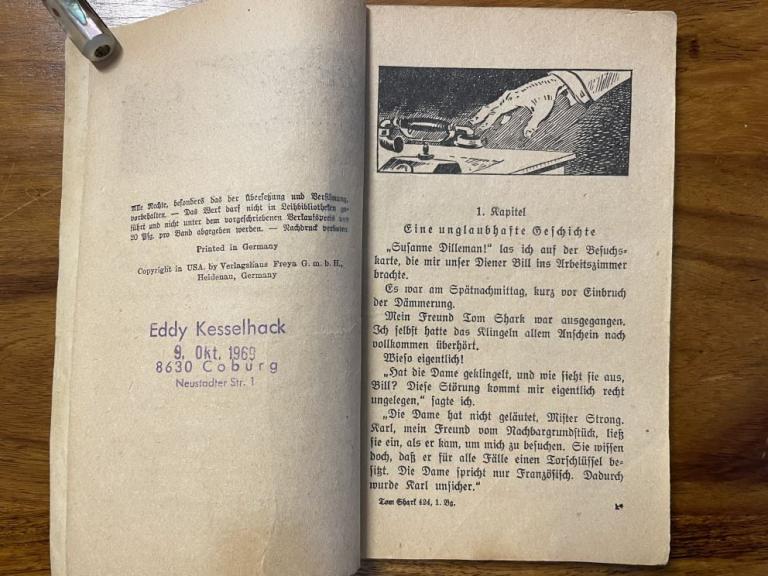 Alle Rechte, besonders das der Übersetzung und Verfilmung,
vorbehalten. — Das Werk darf nicht in Leihbibliotheken ge-
führt und nicht unter dem vorgeschriebenen Verkaufspreis von
20 Pfg. pro Band abgegeben werden. — Nachdruck verboten.
Printed in Germany
Copyright in USA. by Verlagshaus Freya G. m. b. H.,
Heidenau, Germany
Eddy Kesselhack
9. Okt. 1969
8630 Coburg
Neustadter Str. 1
1. Kapitel
Eine unglaubhafte Geschichte
„Susanne Dilleman!“ las ich auf der Besuchs-
karte, die mir unser Diener Bill ins Arbeitszimmer
brachte.
Es war am Spätnachmittag, kurz vor Einbruch
der Dämmerung.
Mein Freund Tom Shark war ausgegangen.
Ich selbst hatte das Klingeln allem Anschein nach
vollkommen überhört.
Wieso eigentlich!
„Hat die Dame geklingelt, und wie sieht sie aus,
Bill? Diese Störung kommt mir eigentlich recht
ungelegen,“ sagte ich.
„Die Dame hat nicht geläutet, Mister Strong.
Karl, mein Freund vom Nachbargrundstück, ließ
sie ein, als er kam, um mich zu besuchen. Sie wissen
doch, daß er für alle Fälle einen Torschlüssel be-
sitzt. Die Dame spricht nur Französisch. Dadurch
wurde Karl unsicher.“
Tom Shark 424, 1. Bg.
1*